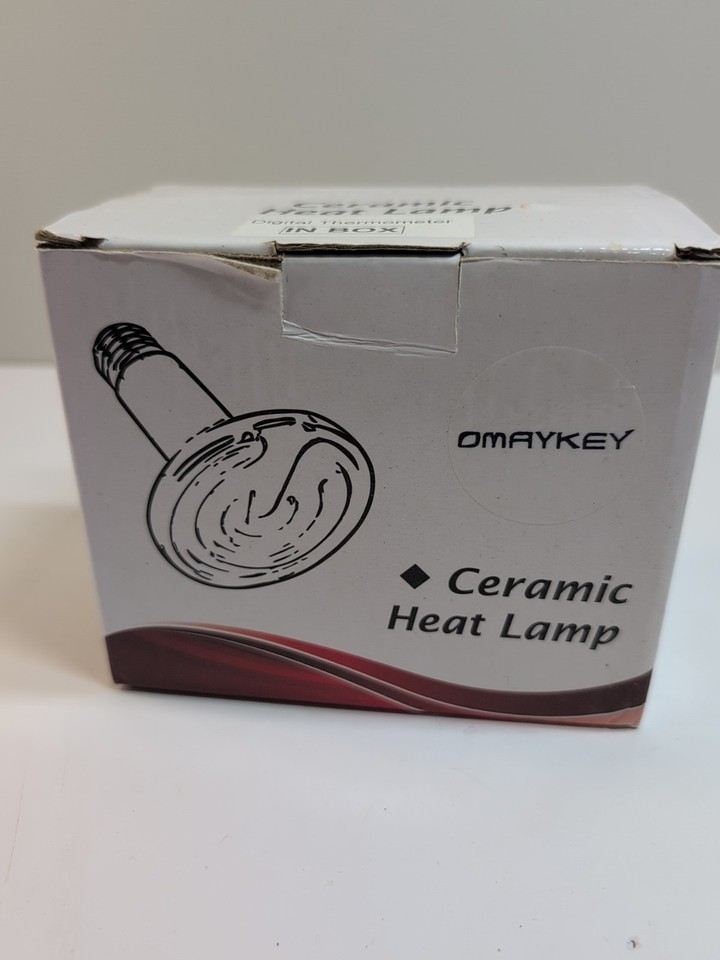 Ceramic
Heat Lamp
Digital Thermometer
IN BOX
OMAYKEY
◆ Ceramic
Heat Lamp